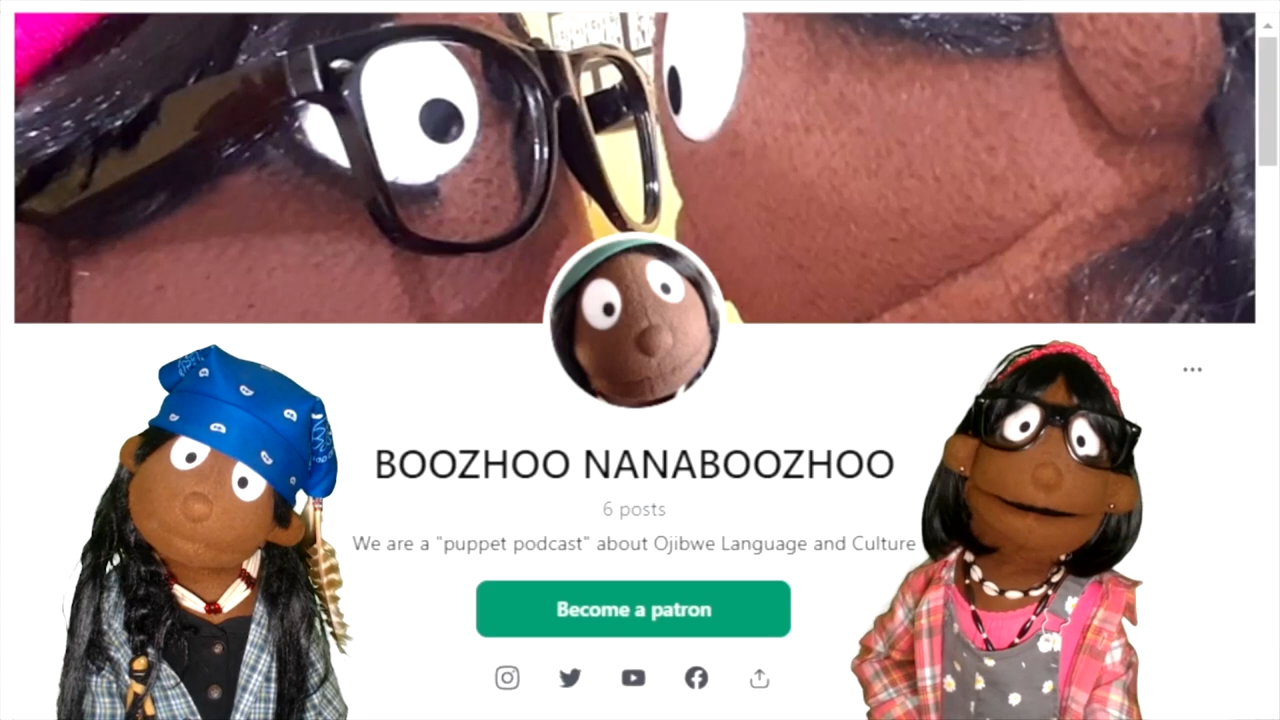 BOOZHOO NANABOOZHOO
6 posts
We are a "puppet podcast" about Ojibwe Language and Culture
Become a patron